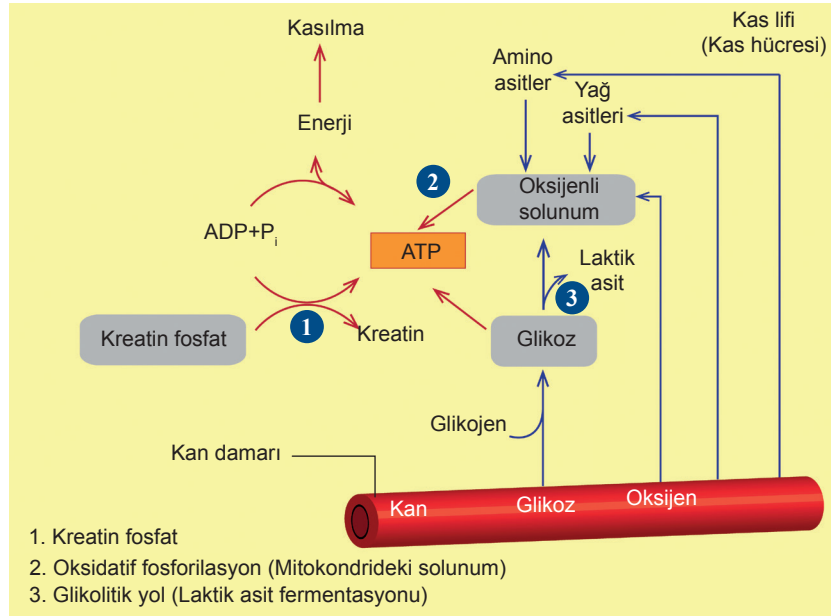 Kasılma
Kas lifi
(Kas hücresi)
Amino
asitler
Yağ
asitleri
Enerji
2
Oksijenli
solunum
ADP+Pi
ATP
Laktik
asit
3
1
Kreatin fosfat
Kreatin
Glikoz
Glikojen
Kan damarı
Kan
Glikoz
Oksijen
1. Kreatin fosfat
2. Oksidatif fosforilasyon (Mitokondrideki solunum)
3. Glikolitik yol (Laktik asit fermentasyonu)